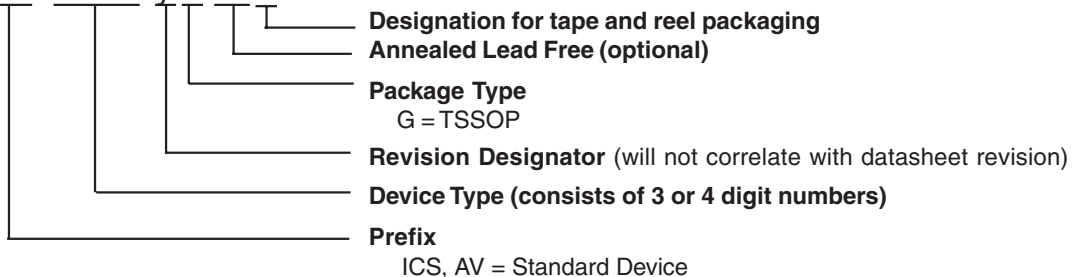 Designation for tape and reel packaging
Annealed Lead Free (optional)
Package Type
G = TSSOP
Revision Designator (will not correlate with datasheet revision)
Device Type (consists of 3 or 4 digit numbers)
Prefix
ICS, AV = Standard Device